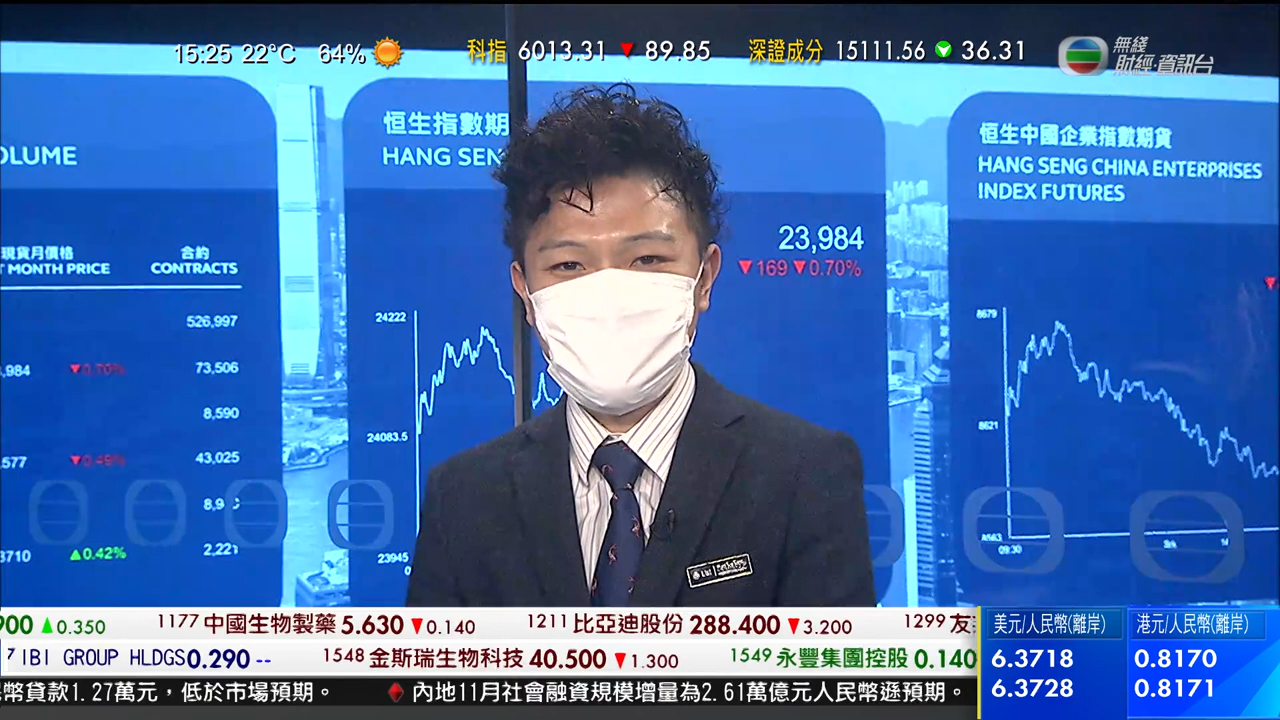 15:25 22°C 64%
科指 6013.31 ▼ 89.85 深證成分 15111.56 36.31
無綫
財經·資訊台
OLUME
恒生指數期
HANG SEN
恒生中國企業指數期貨
HANG SENG CHINA ENTERPRISES
INDEX FUTURES
現貨月價格 合約
T MONTH PRICE CONTRACTS
526,997
,984 ▼0.70% 73,506
8,590
,577 ▼0.49% 43,025
8,9
3710 ▲0.42% 2,221
23,984
▼169 ▼0.70%
24222
24083.5
23945
8679
8621
8563
09:30
900 ▲0.350 1177 中國生物製藥 5.630 ▼0.140 1211 比亞迪股份 288.400 ▼3.200 1299 友
7 IBI GROUP HLDGS 0.290 -- 1548 金斯瑞生物科技 40.500 ▼1.300 1549 永豐集團控股 0.140
幣貸款1.27萬元，低於市場預期。 內地11月社會融資規模增量為2.61萬億元人民幣遜預期。
美元/人民幣(離岸)
6.3718
6.3728
港元/人民幣(離岸)
0.8170
0.8171